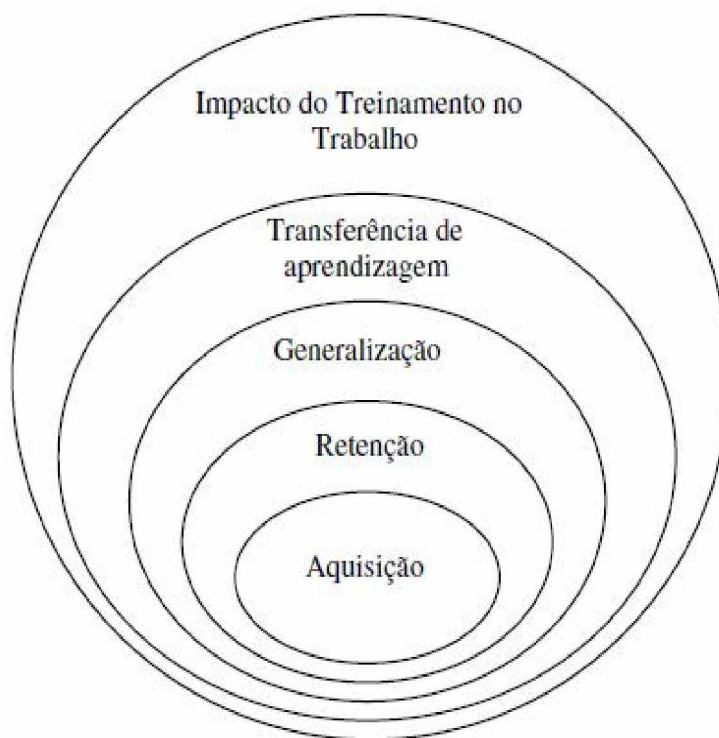 Impacto do Treinamento no
Trabalho
Transferência de
aprendizagem
Generalização
Retenção
Aquisição